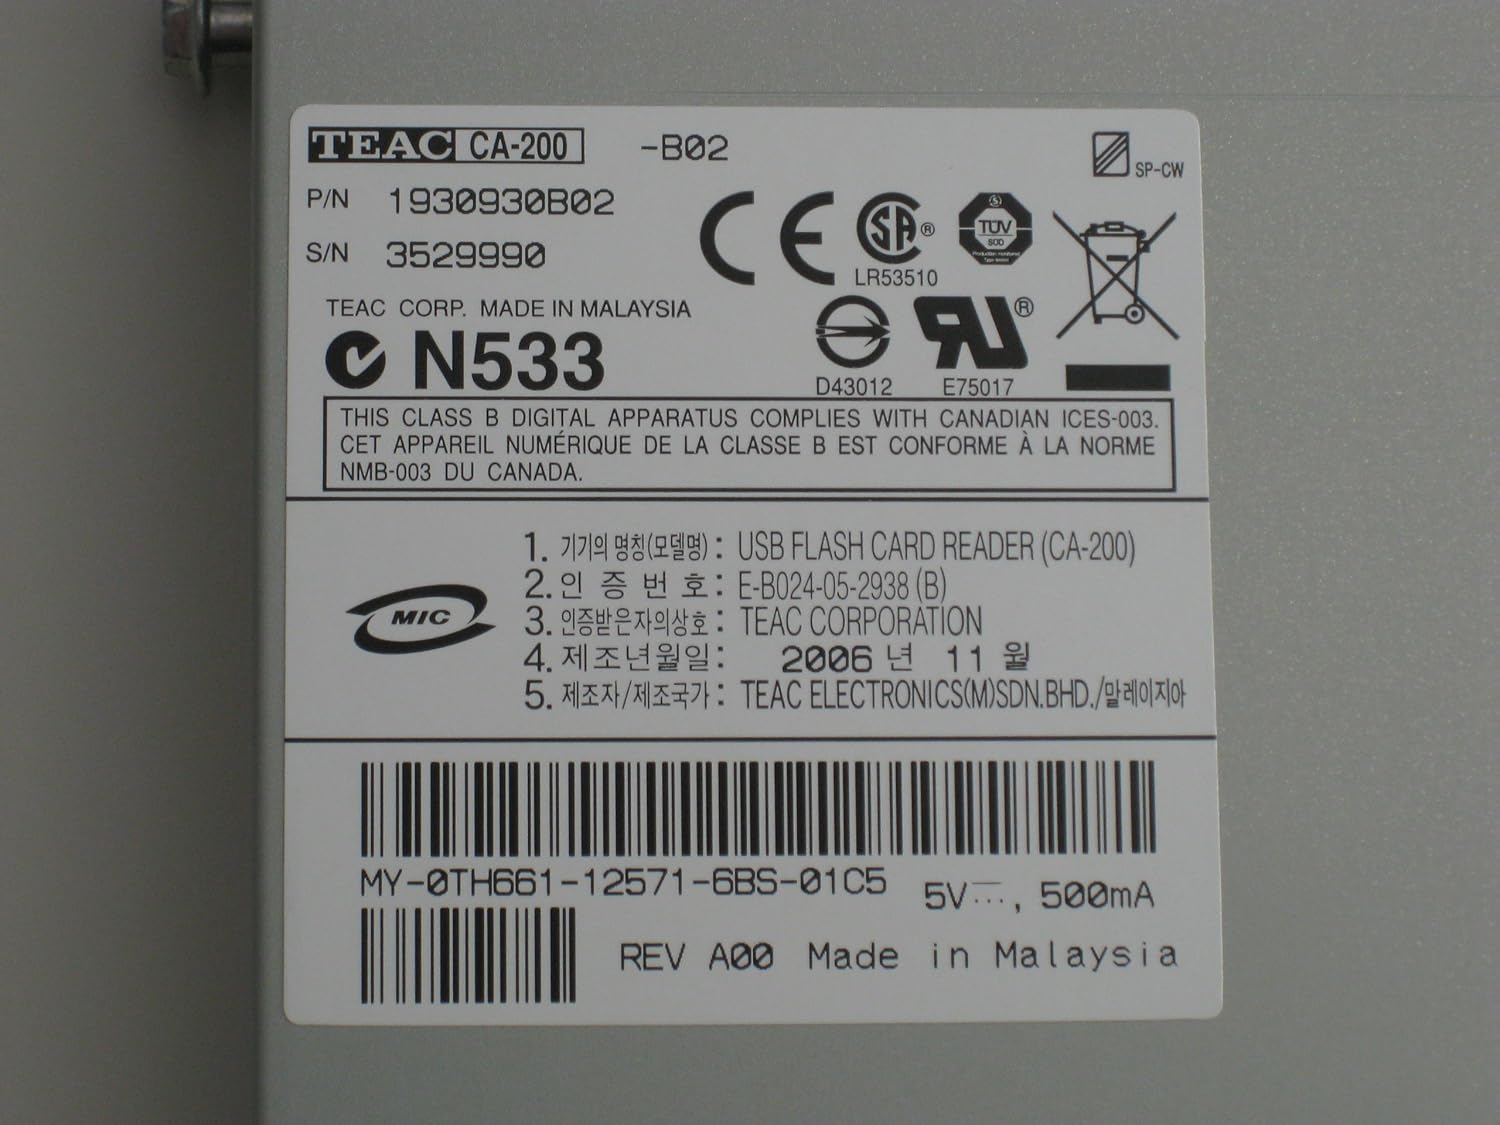 TEAC CA-200 -B02
SP-CW
P/N 1930930B02
S/N 3529990
LR53510
TÜV
Production monitored
Type tested
TEAC CORP. MADE IN MALAYSIA
N533
D43012 E75017
THIS CLASS B DIGITAL APPARATUS COMPLIES WITH CANADIAN ICES-003.
CET APPAREIL NUMÉRIQUE DE LA CLASSE B EST CONFORME À LA NORME
NMB-003 DU CANADA.
MIC
1. 기기의 명칭(모델명) : USB FLASH CARD READER (CA-200)
2. 인 증 번 호 : E-B024-05-2938 (B)
3. 인증받은자의상호 : TEAC CORPORATION
4. 제조년월일 : 2006 년 11 월
5. 제조자/제조국가 : TEAC ELECTRONICS(M)SDN.BHD./말레이지아
MY-0TH661-12571-6BS-01C5
5V⎓, 500mA
REV A00 Made in Malaysia